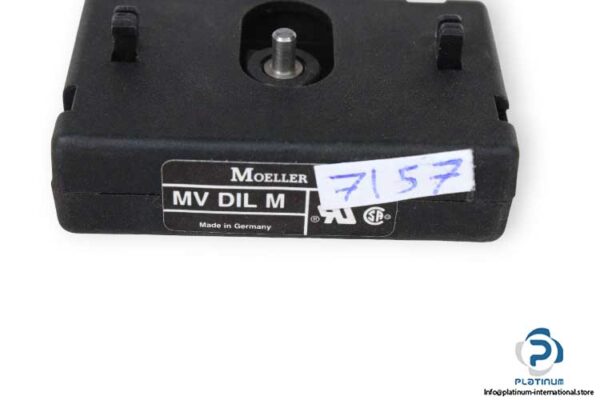 MOELLER
7157
MV DIL M
Made in Germany
PLATINUM
Info@platinum-international.store